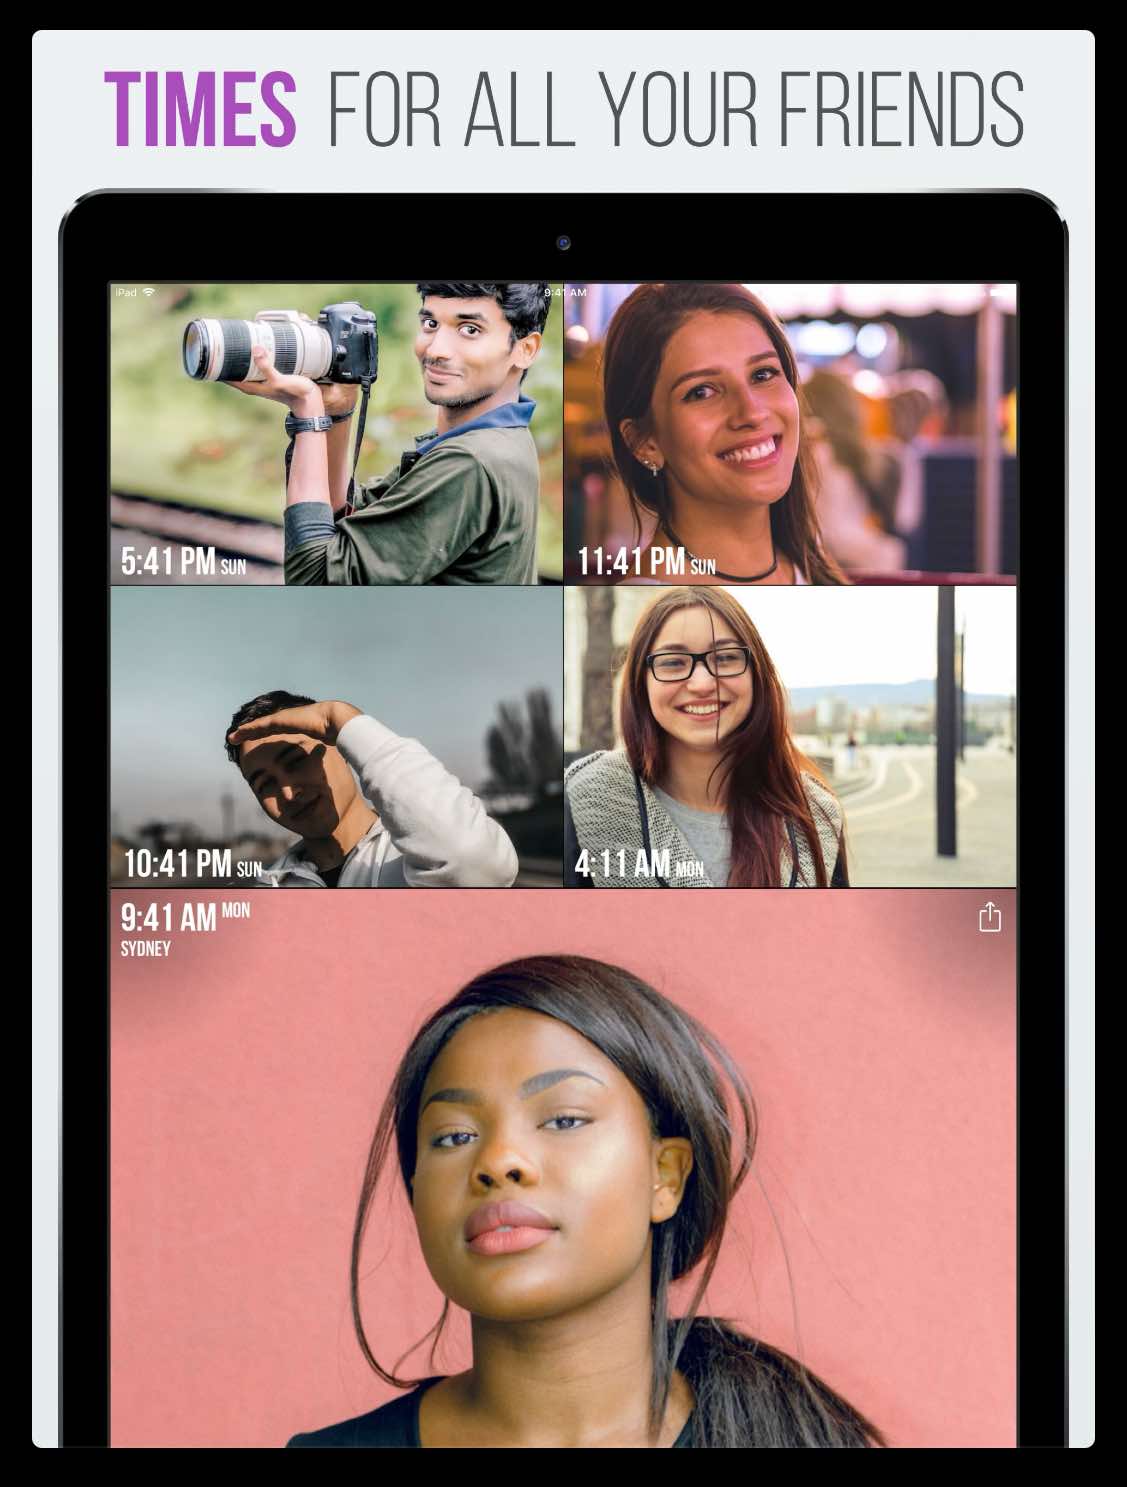 TIMES FOR ALL YOUR FRIENDS
iPad 9:41 AM
5:41 PM SUN
11:41 PM SUN
10:41 PM SUN
4:11 AM MON
9:41 AM MON
SYDNEY